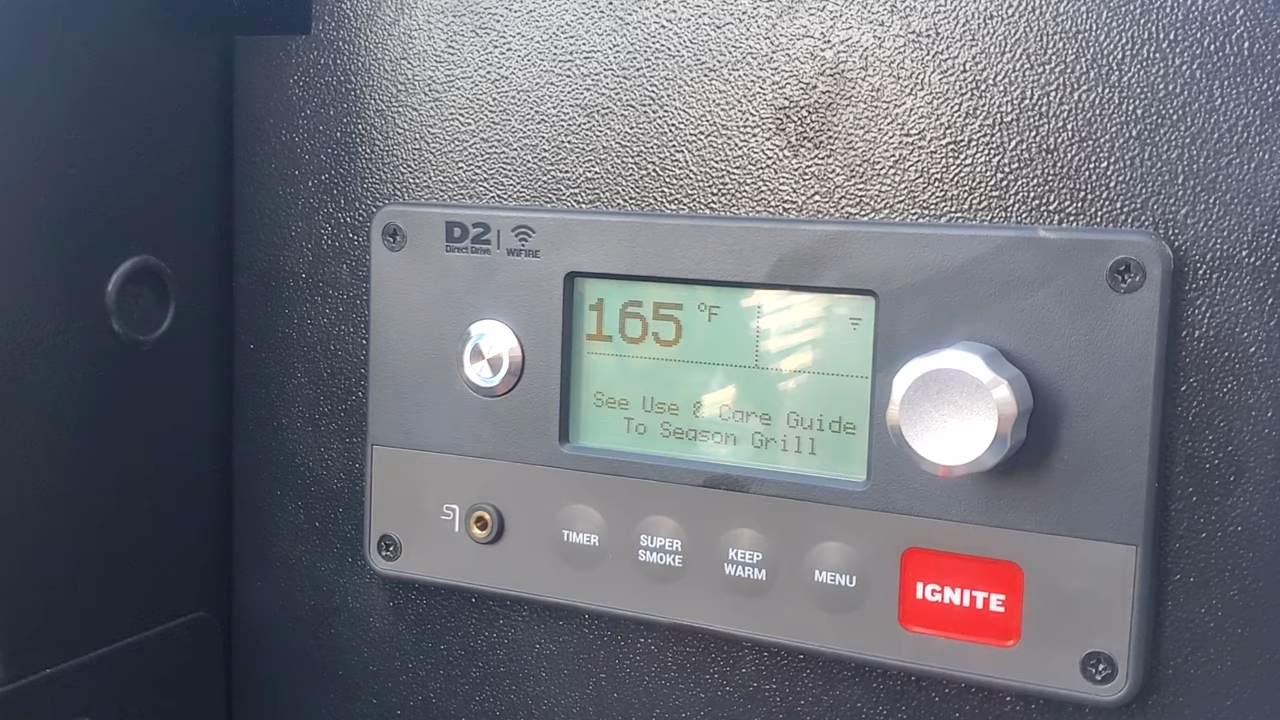 D2
Direct Drive
WiFIRE
165 °F
See Use & Care Guide
To Season Grill
TIMER
SUPER
SMOKE
KEEP
WARM
MENU
IGNITE